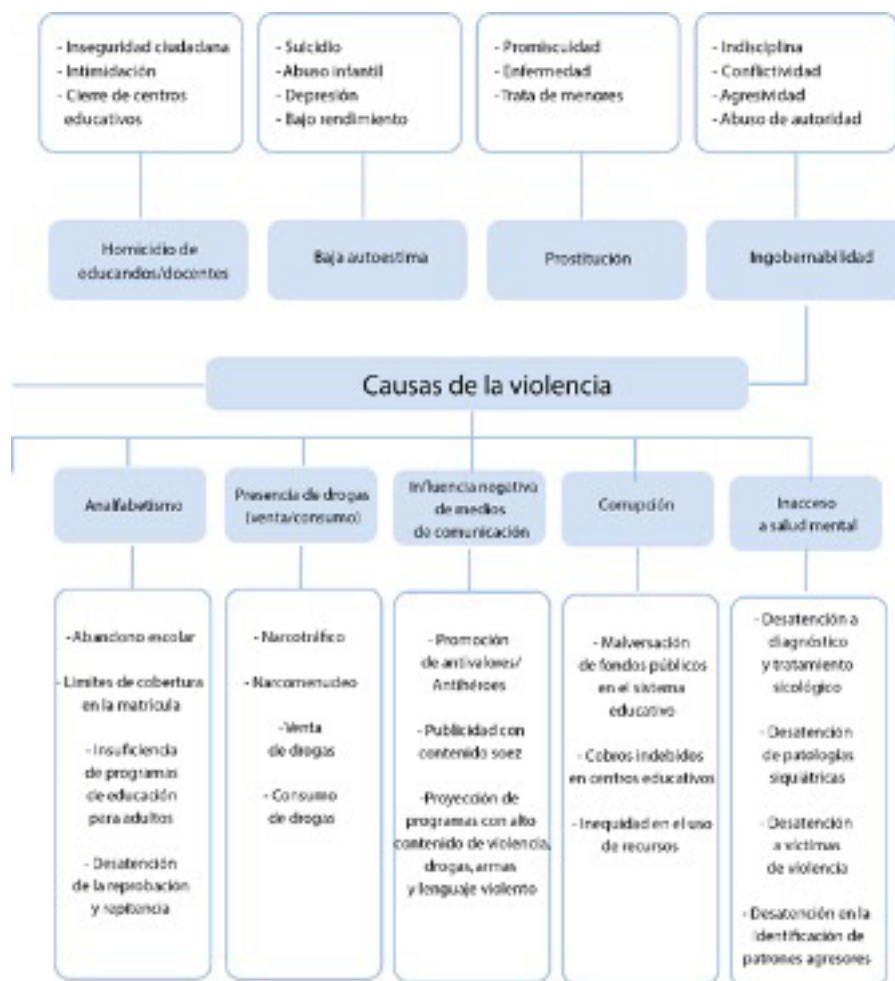 - Inseguridad ciudadana
- Intimidación
- Cierre de centros
educativos
- Suicidio
- Abuso infantil
- Depresión
- Bajo rendimiento
- Promiscuidad
- Enfermedad
- Trata de menores
- Indisciplina
- Conflictividad
- Agresividad
- Abuso de autoridad
Homicidio de
educandos/docentes
Baja autoestima
Prostitución
Ingobernabilidad
Causas de la violencia
Analfabetismo
Presencia de drogas
(venta/consumo)
Influencia negativa
de medios
de comunicación
Corrupción
Inacceso
a salud mental
- Abandono escolar
- Límites de cobertura
en la matrícula
- Insuficiencia
de programas
de educación
para adultos
- Desatención
de la reprobación
y repitencia
- Narcotráfico
- Narcomenudeo
- Venta
de drogas
- Consumo
de drogas
- Promoción
de antivalores/
Antihéroes
- Publicidad con
contenido soez
- Proyección de
programas con alto
contenido de violencia,
drogas, armas
y lenguaje violento
- Malversación
de fondos públicos
en el sistema
educativo
- Cobros indebidos
en centros educativos
- Inequidad en el uso
de recursos
- Desatención a
diagnóstico
y tratamiento
sicológico
- Desatención
de patologías
siquiátricas
- Desatención
a víctimas
de violencia
- Desatención en la
identificación de
patrones agresores